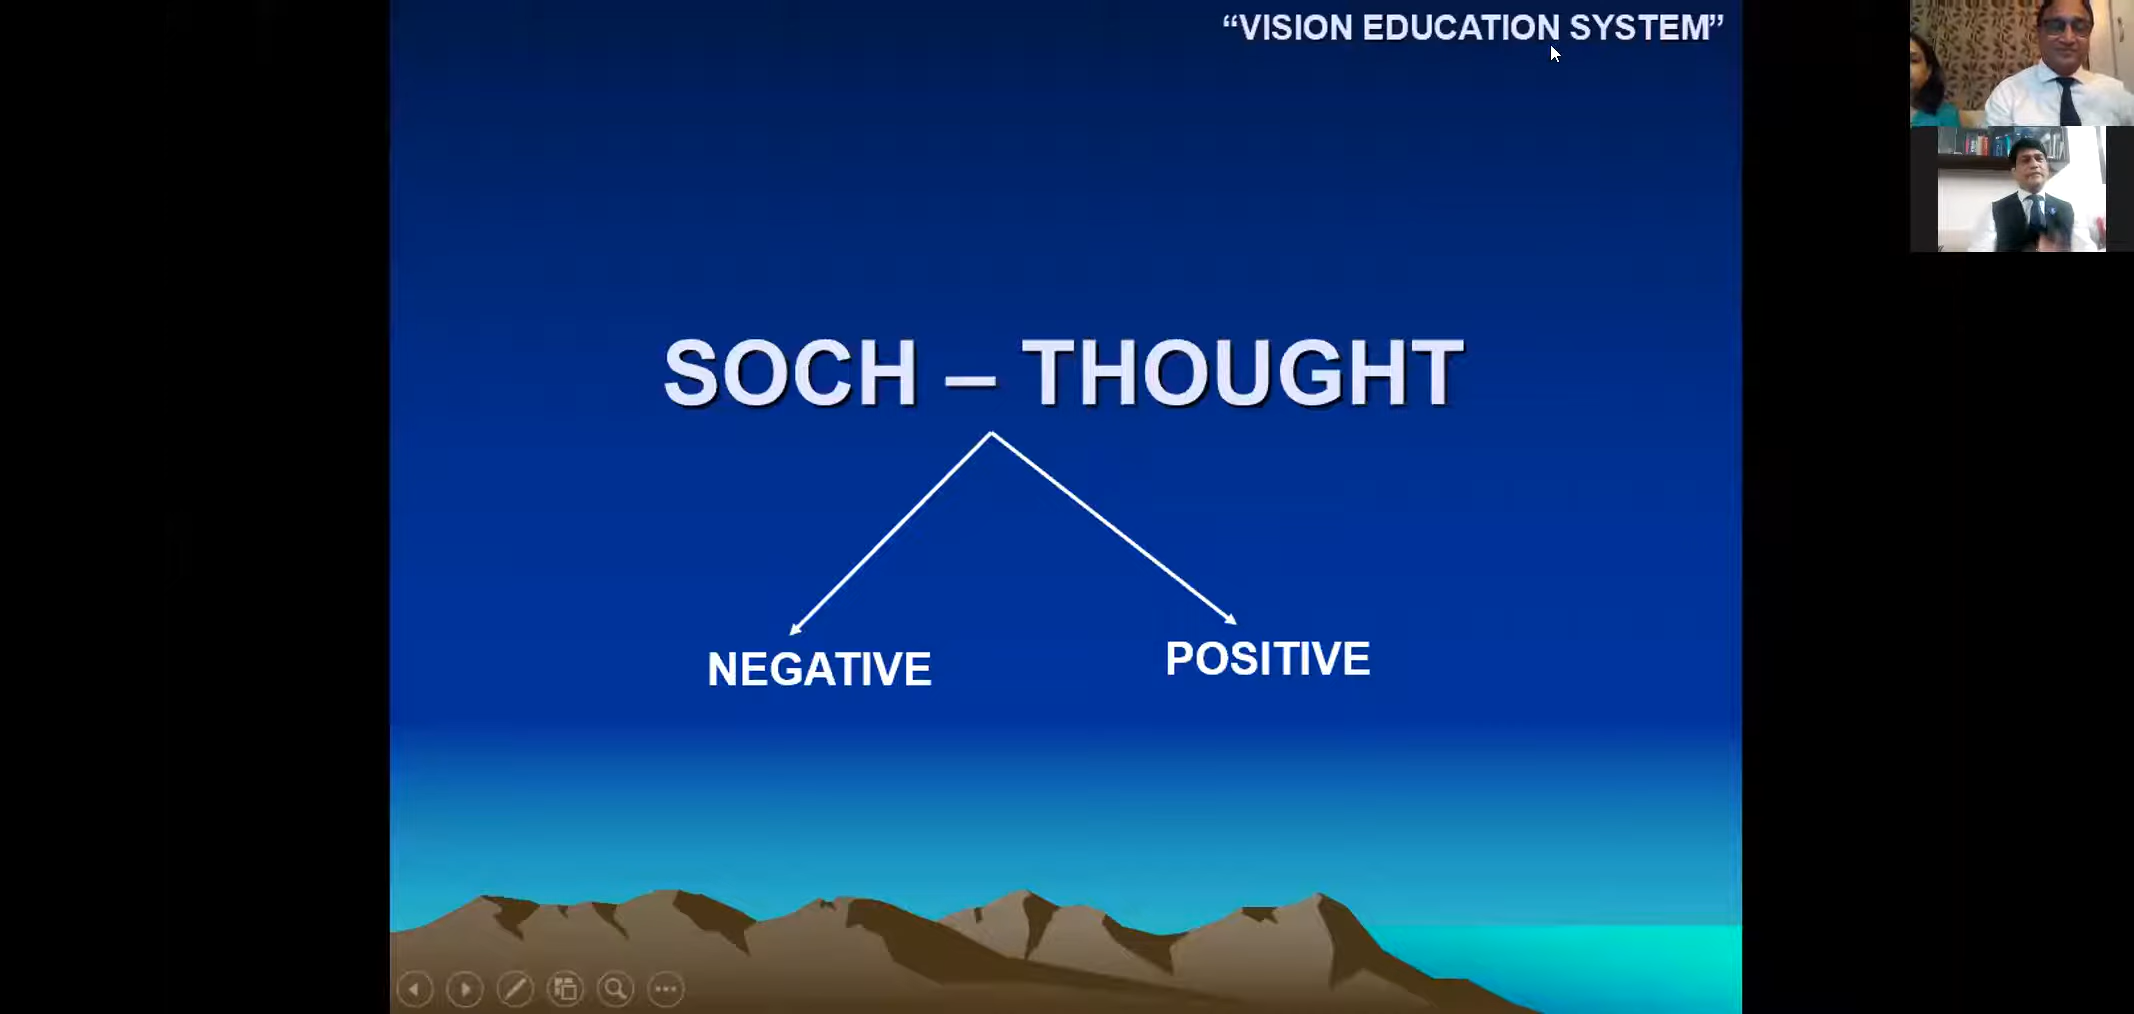 “VISION EDUCATION SYSTEM”
SOCH – THOUGHT
NEGATIVE
POSITIVE